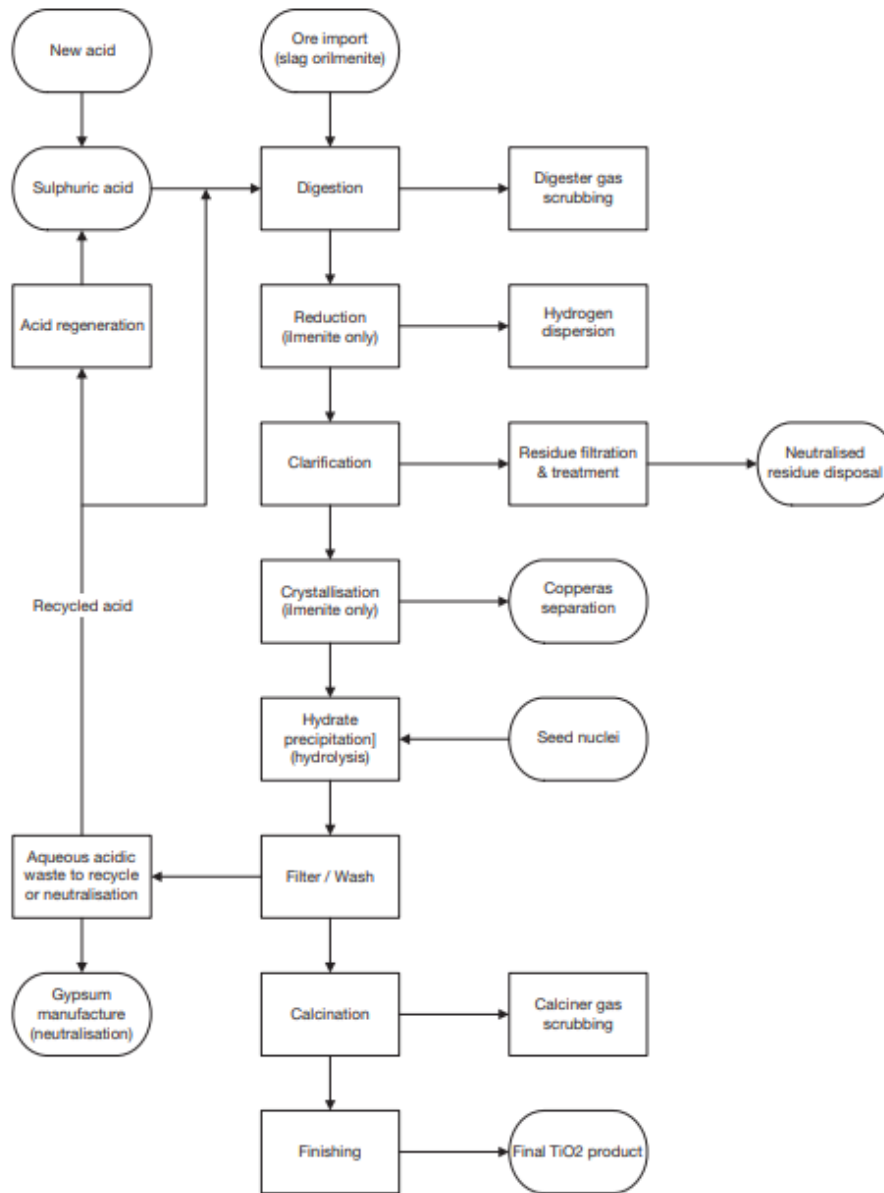 New acid
Ore import
(slag orilmenite)
Sulphuric acid
Digestion
Digester gas
scrubbing
Acid regeneration
Reduction
(ilmenite only)
Hydrogen
dispersion
Clarification
Residue filtration
& treatment
Neutralised
residue disposal
Recycled acid
Crystallisation
(ilmenite only)
Copperas
separation
Hydrate
precipitation]
(hydrolysis)
Seed nuclei
Aqueous acidic
waste to recycle
or neutralisation
Filter / Wash
Gypsum
manufacture
(neutralisation)
Calcination
Calciner gas
scrubbing
Finishing
Final TiO2 product